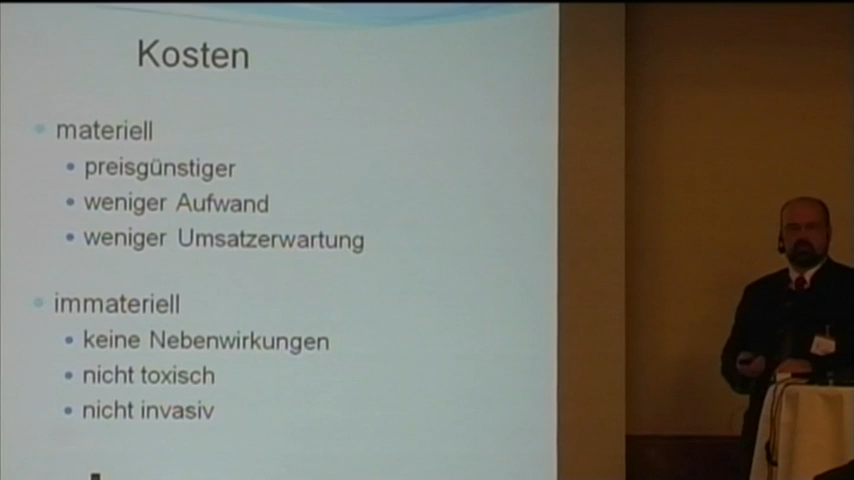 Kosten
materiell
preisgünstiger
weniger Aufwand
weniger Umsatzerwartung
immateriell
keine Nebenwirkungen
nicht toxisch
nicht invasiv